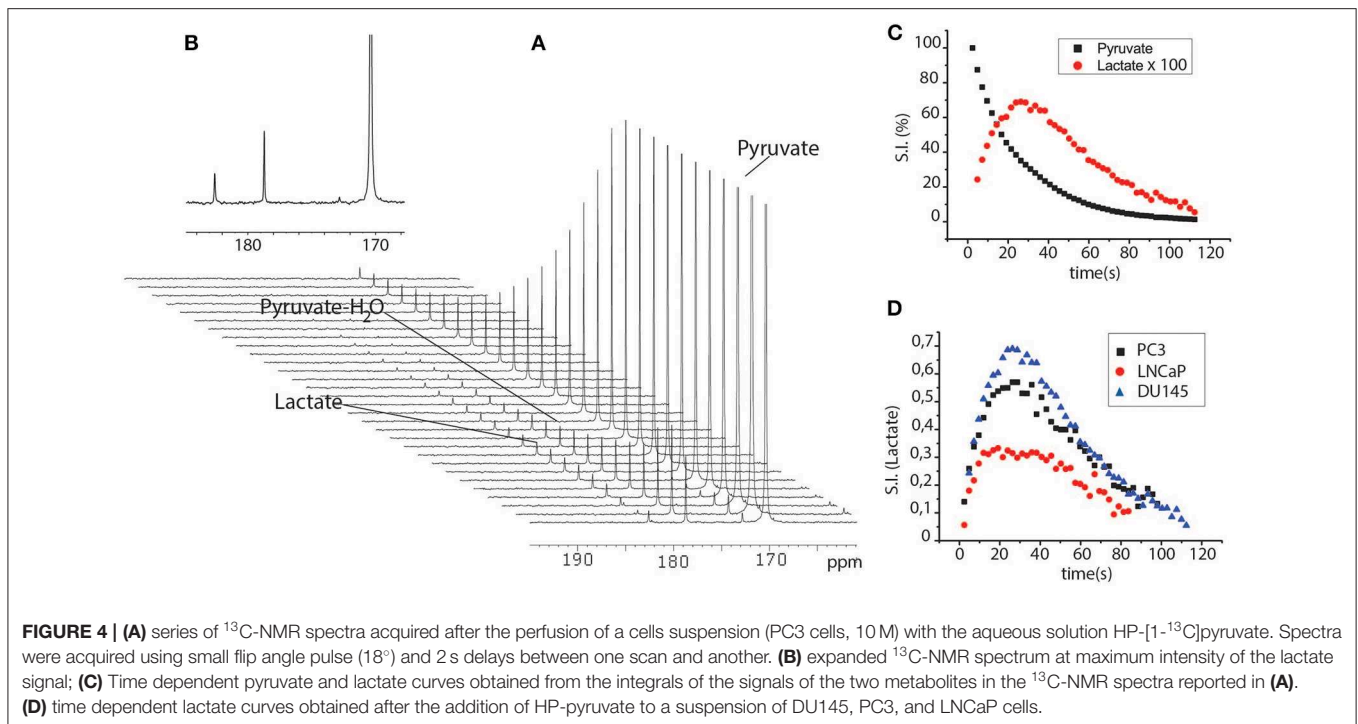 B
A
Pyruvate
180
170
Pyruvate-H₂O
Lactate
190
180
170
ppm
C
100
80
60
40
20
0
S.I. (%)
Pyruvate
Lactate x 100
0
20
40
60
80
100
120
time(s)
D
0,7
0,6
0,5
0,4
0,3
0,2
0,1
0
S.I. (Lactate)
PC3
LNCaP
DU145
0
20
40
60
80
100
120
time(s)
FIGURE 4 | (A) series of ¹³C-NMR spectra acquired after the perfusion of a cells suspension (PC3 cells, 10 M) with the aqueous solution HP-[1-¹³C]pyruvate. Spectra
were acquired using small flip angle pulse (18°) and 2 s delays between one scan and another. (B) expanded ¹³C-NMR spectrum at maximum intensity of the lactate
signal; (C) Time dependent pyruvate and lactate curves obtained from the integrals of the signals of the two metabolites in the ¹³C-NMR spectra reported in (A).
(D) time dependent lactate curves obtained after the addition of HP-pyruvate to a suspension of DU145, PC3, and LNCaP cells.